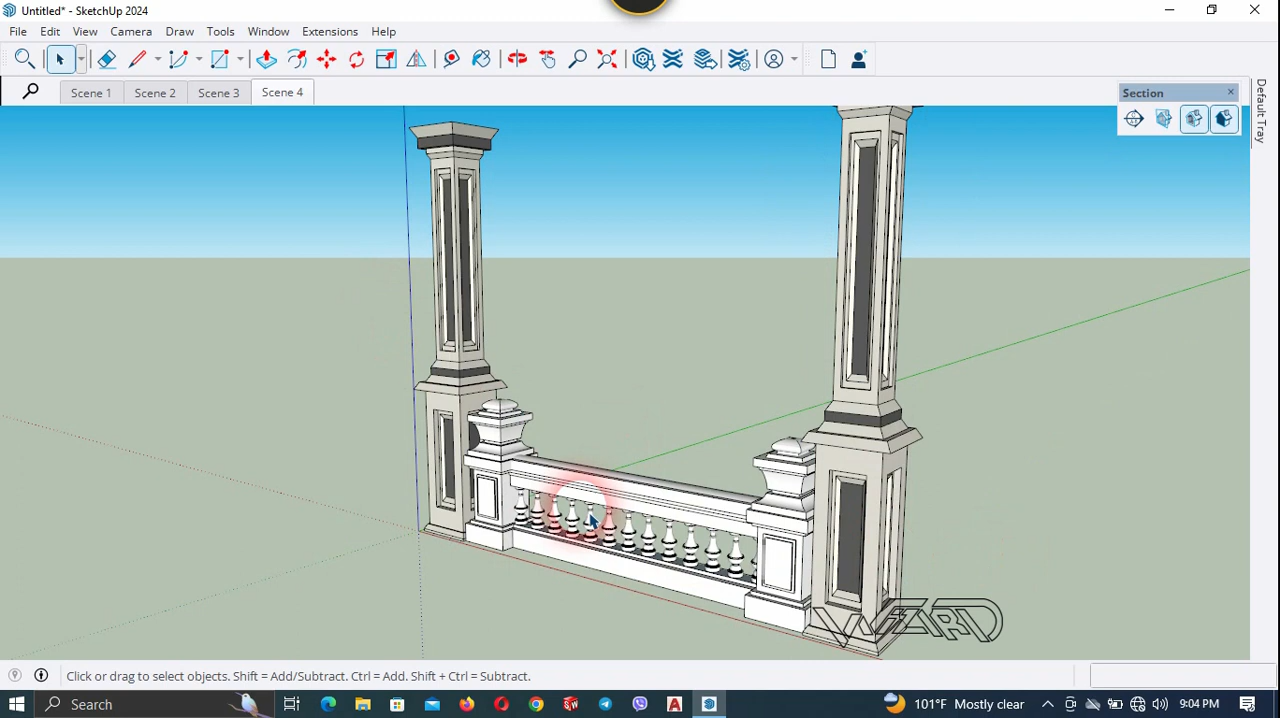 Untitled* - SketchUp 2024
File Edit View Camera Draw Tools Window Extensions Help
Scene 1 Scene 2 Scene 3 Scene 4
Section
Default Tray
Click or drag to select objects. Shift = Add/Subtract. Ctrl = Add. Shift + Ctrl = Subtract.
Search
101°F Mostly clear 9:04 PM